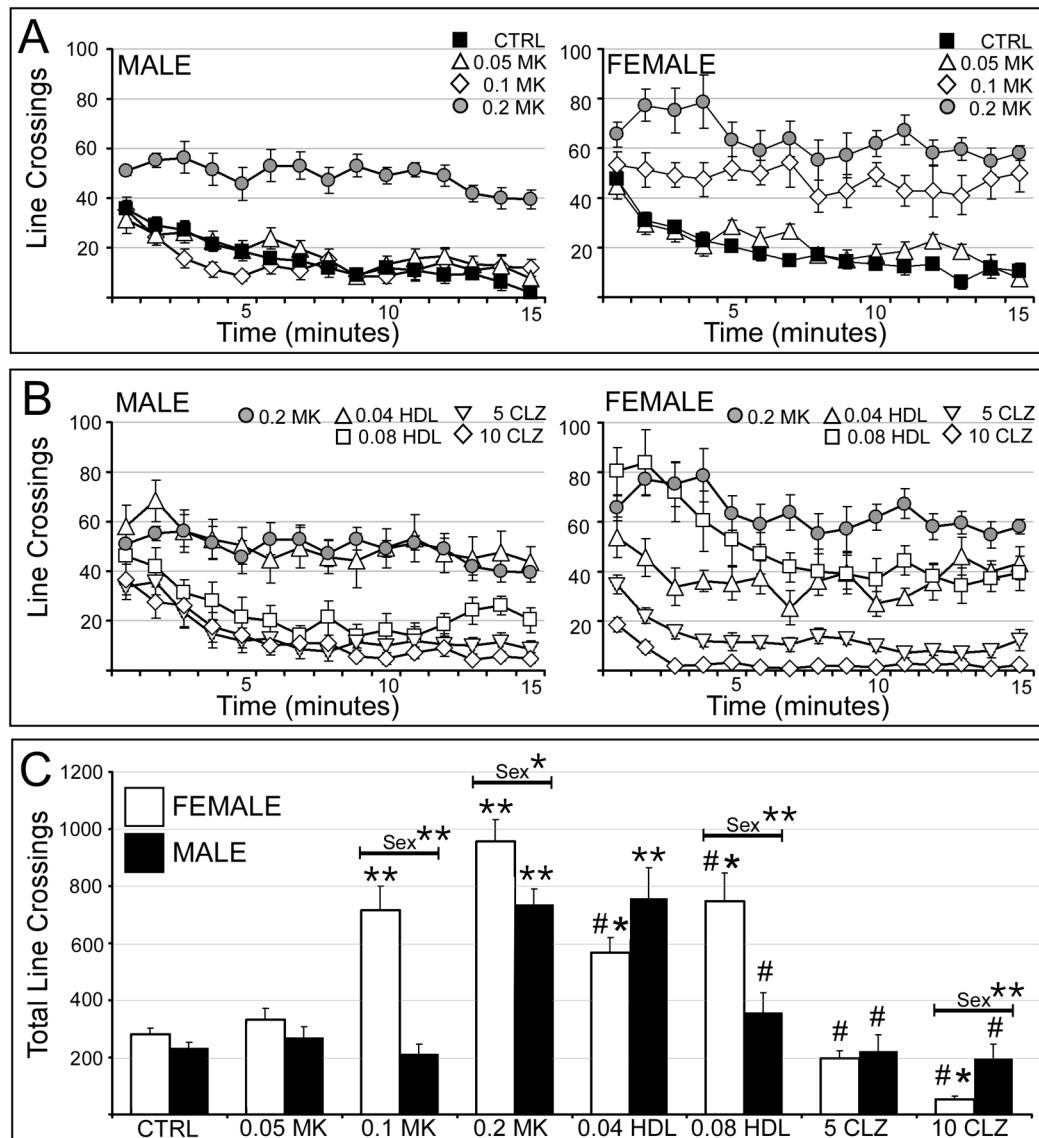 A
MALE
CTRL
0.05 MK
0.1 MK
0.2 MK
Line Crossings
100
80
60
40
20
5
10
15
Time (minutes)
FEMALE
CTRL
0.05 MK
0.1 MK
0.2 MK
100
80
60
40
20
5
10
15
Time (minutes)
B
MALE
0.2 MK
0.04 HDL
5 CLZ
0.08 HDL
10 CLZ
Line Crossings
100
80
60
40
20
5
10
15
Time (minutes)
FEMALE
0.2 MK
0.04 HDL
5 CLZ
0.08 HDL
10 CLZ
100
80
60
40
20
5
10
15
Time (minutes)
C
FEMALE
MALE
Total Line Crossings
1200
1000
800
600
400
200
Sex**
**
Sex*
**
**
#*
**
Sex**
#*
#
#
#
Sex**
#*
#
CTRL
0.05 MK
0.1 MK
0.2 MK
0.04 HDL
0.08 HDL
5 CLZ
10 CLZ